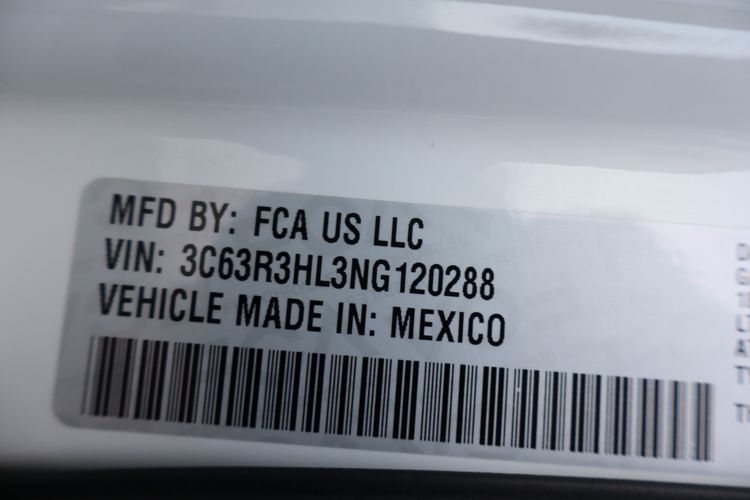 MFD BY: FCA US LLC
VIN: 3C63R3HL3NG120288
VEHICLE MADE IN: MEXICO